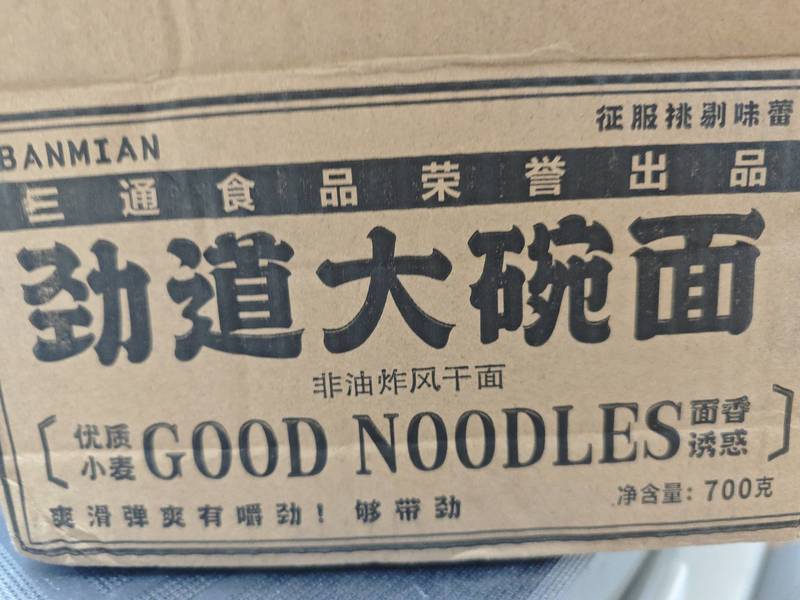 征服挑剔味蕾
BANMIAN
三通食品荣誉出品
劲道大碗面
非油炸风干面
优质小麦
GOOD NOODLES
面香诱惑
爽滑弹爽有嚼劲！够带劲
净含量：700克